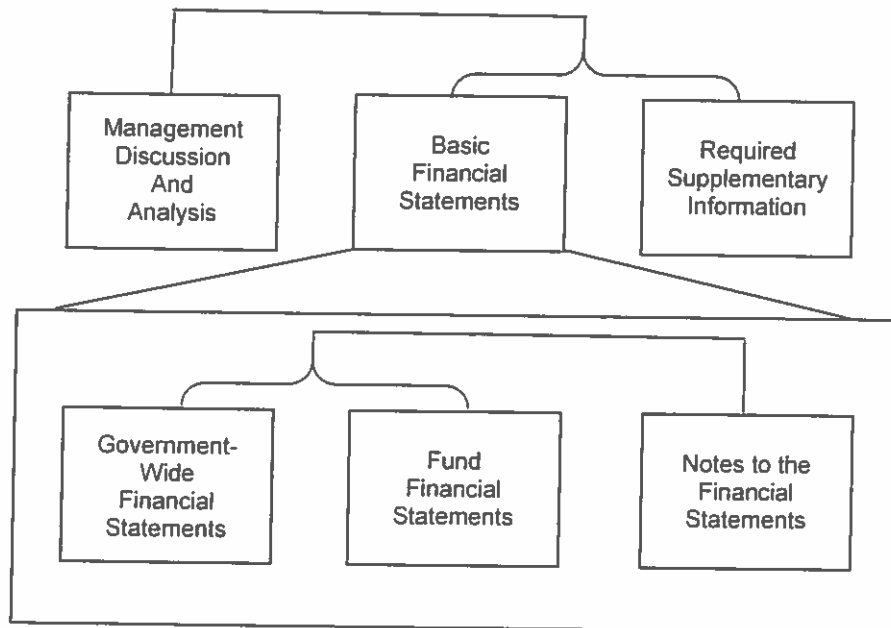 Management
Discussion
And
Analysis
Basic
Financial
Statements
Required
Supplementary
Information
Government-
Wide
Financial
Statements
Fund
Financial
Statements
Notes to the
Financial
Statements